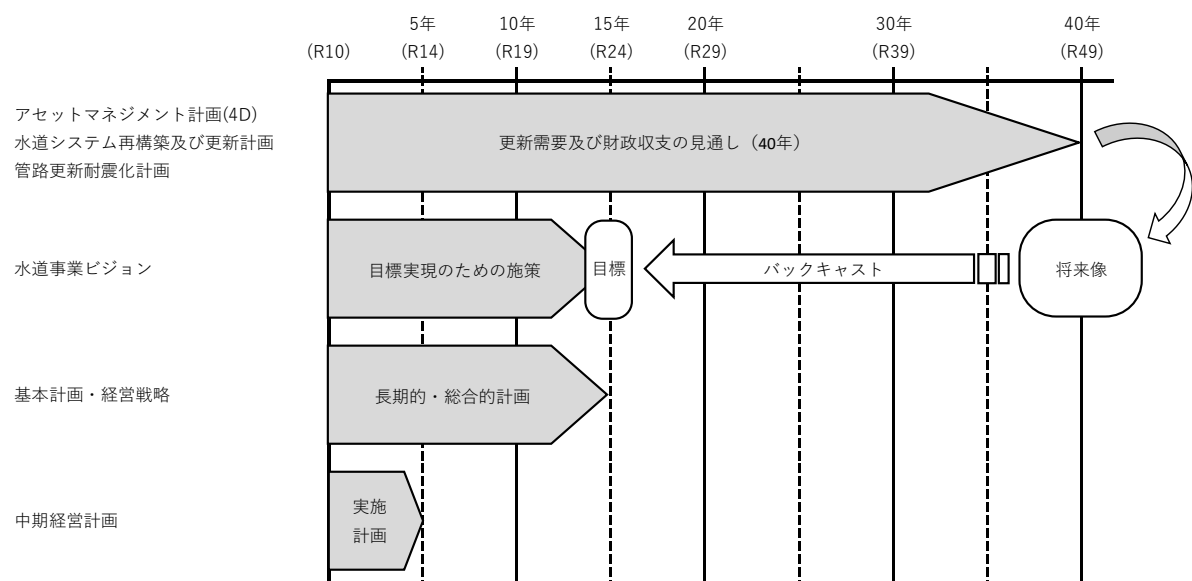 5年
10年
15年
20年
30年
40年
(R10)
(R14)
(R19)
(R24)
(R29)
(R39)
(R49)
アセットマネジメント計画(4D)
水道システム再構築及び更新計画
管路更新耐震化計画
更新需要及び財政収支の見通し（40年）
水道事業ビジョン
目標実現のための施策
目標
バックキャスト
将来像
基本計画・経営戦略
長期的・総合的計画
中期経営計画
実施
計画